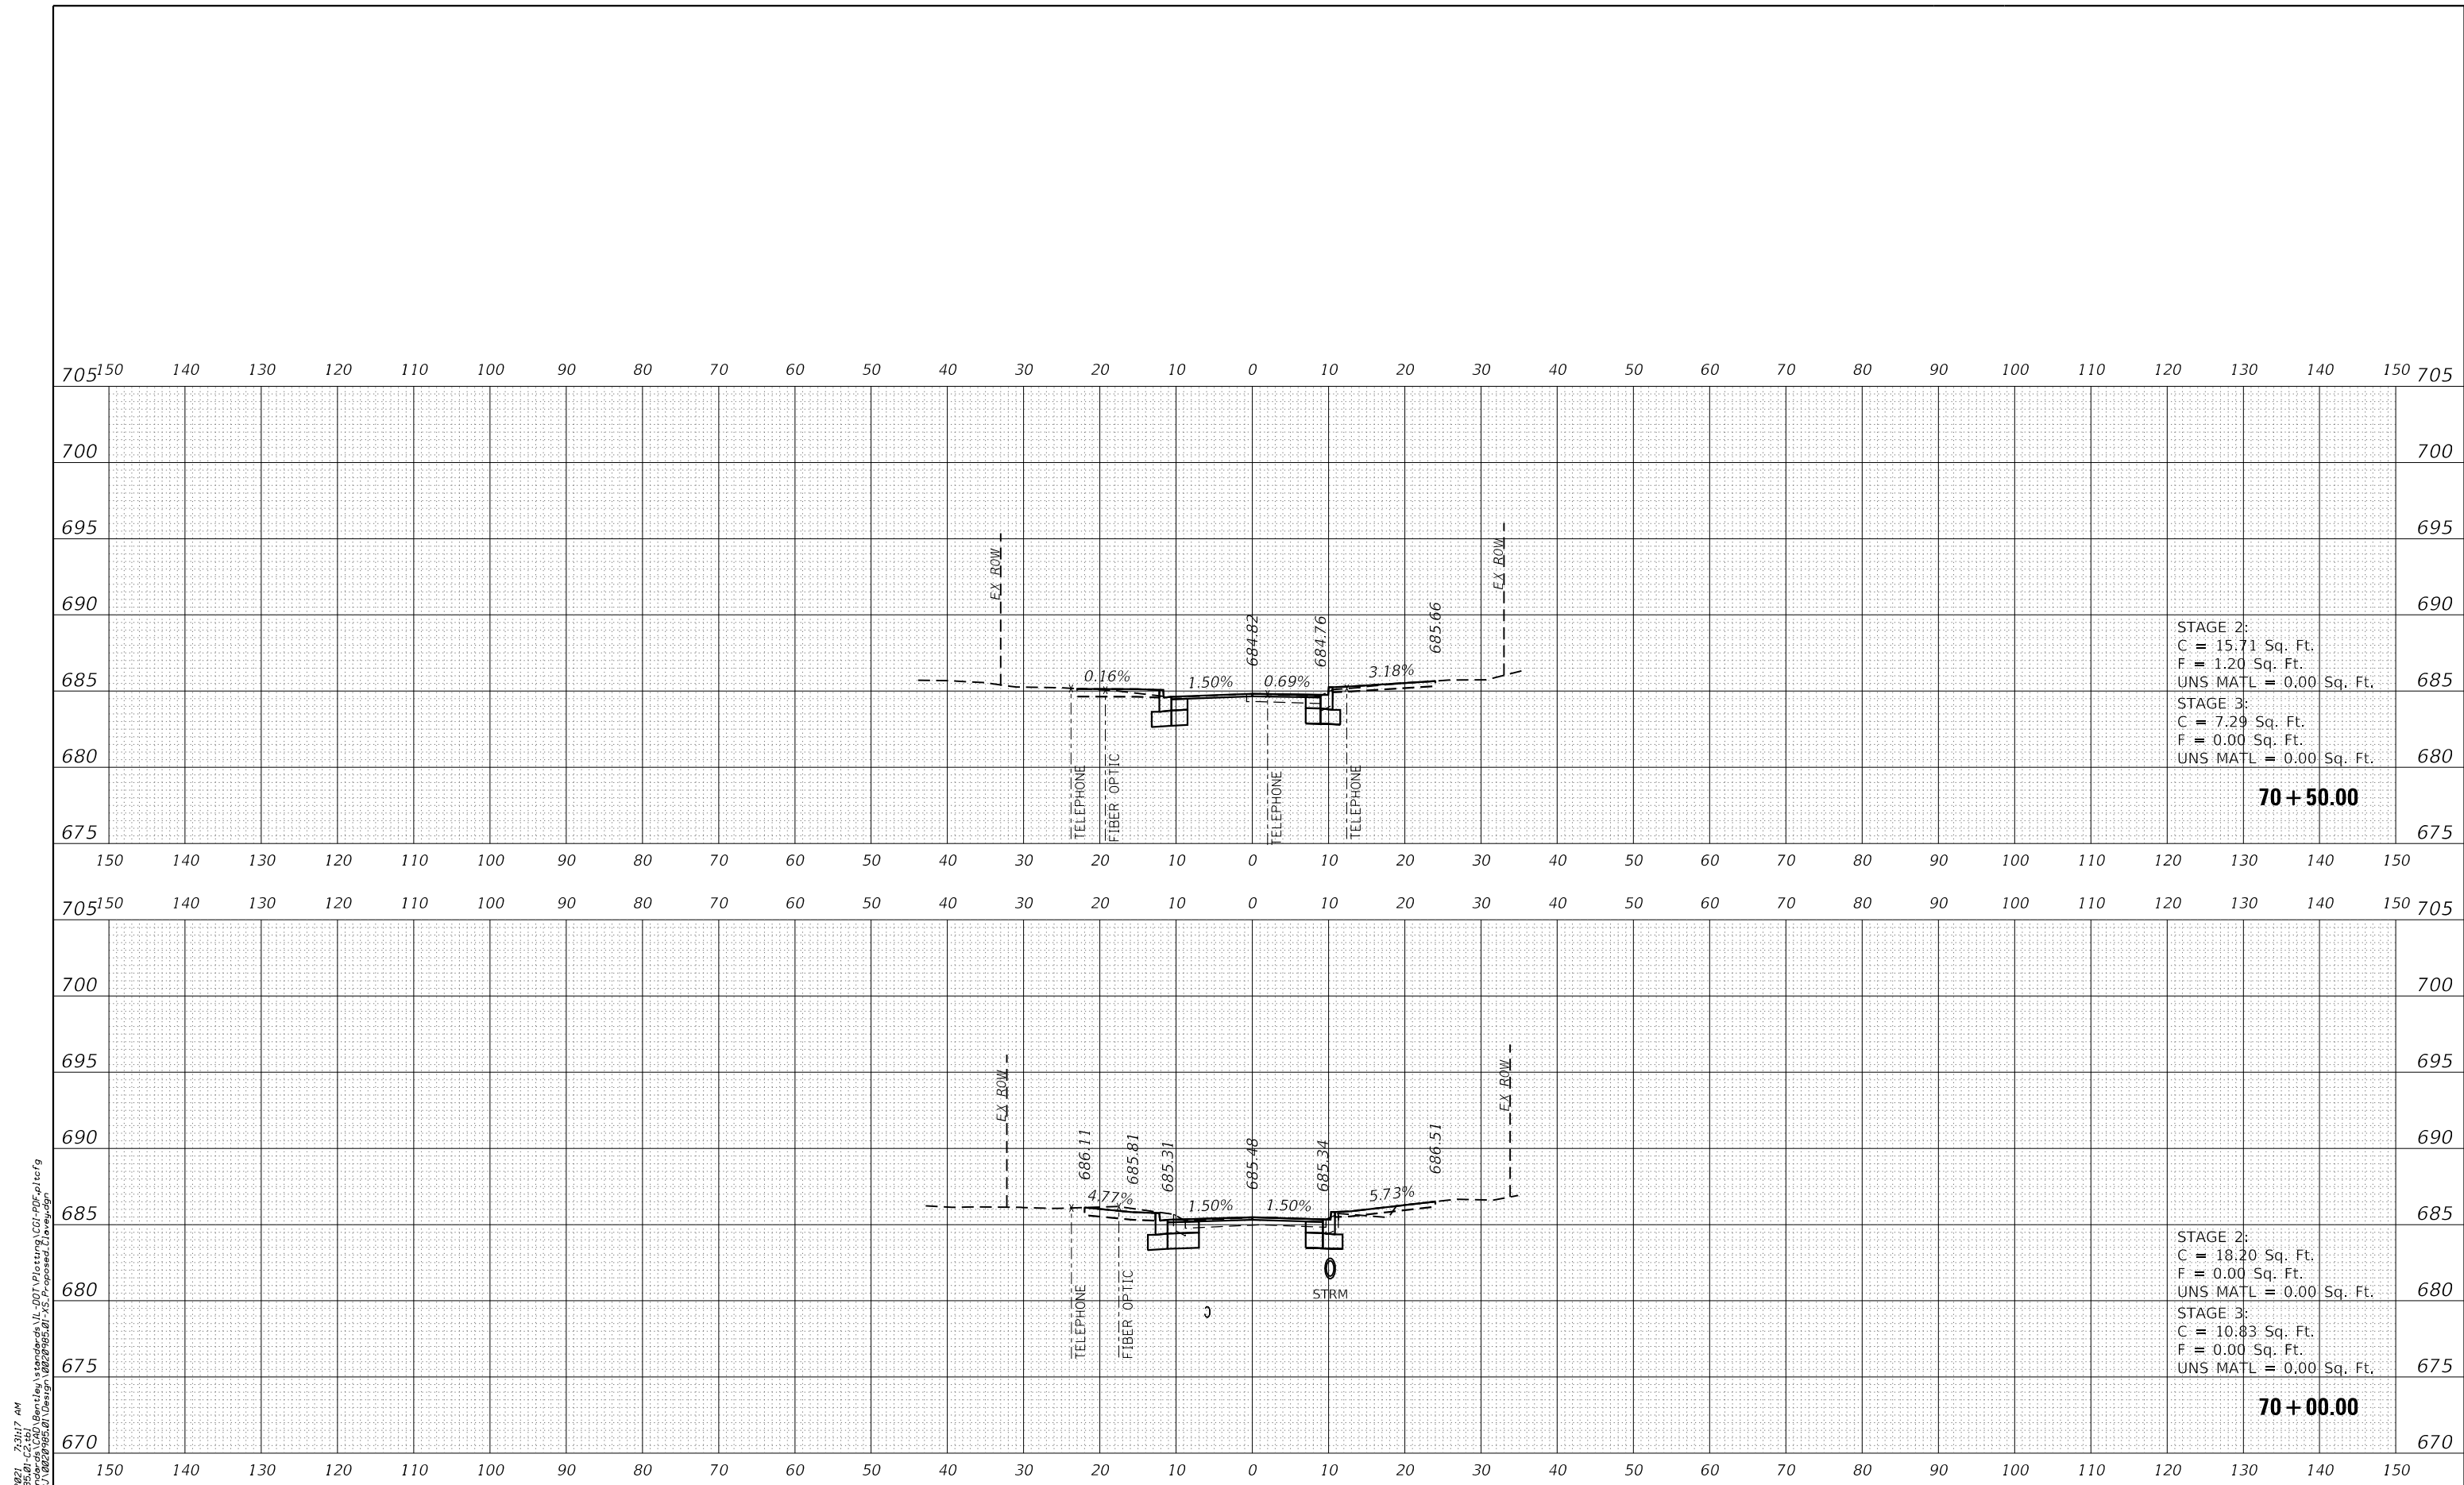 150 140 130 120 110 100 90 80 70 60 50 40 30 20 10 0 10 20 30 40 50 60 70 80 90 100 110 120 130 140 150
705 705
700 700
695 695
690 690
685 685
680 680
675 675
EX ROW
EX ROW
684.82
684.76
685.66
0.16%
1.50%
0.69%
3.18%
TELEPHONE
FIBER OPTIC
TELEPHONE
TELEPHONE
STAGE 2:
C = 15.71 Sq. Ft.
F = 1.20 Sq. Ft.
UNS MATL = 0.00 Sq. Ft.
STAGE 3:
C = 7.29 Sq. Ft.
F = 0.00 Sq. Ft.
UNS MATL = 0.00 Sq. Ft.
70+50.00
150 140 130 120 110 100 90 80 70 60 50 40 30 20 10 0 10 20 30 40 50 60 70 80 90 100 110 120 130 140 150
150 140 130 120 110 100 90 80 70 60 50 40 30 20 10 0 10 20 30 40 50 60 70 80 90 100 110 120 130 140 150
705 705
700 700
695 695
690 690
685 685
680 680
675 675
670 670
EX ROW
EX ROW
686.11
685.81
685.31
685.48
685.34
686.51
4.77%
1.50%
1.50%
5.73%
TELEPHONE
FIBER OPTIC
STRM
STAGE 2:
C = 18.20 Sq. Ft.
F = 0.00 Sq. Ft.
UNS MATL = 0.00 Sq. Ft.
STAGE 3:
C = 10.83 Sq. Ft.
F = 0.00 Sq. Ft.
UNS MATL = 0.00 Sq. Ft.
70+00.00
150 140 130 120 110 100 90 80 70 60 50 40 30 20 10 0 10 20 30 40 50 60 70 80 90 100 110 120 130 140 150
7:31:17 AM